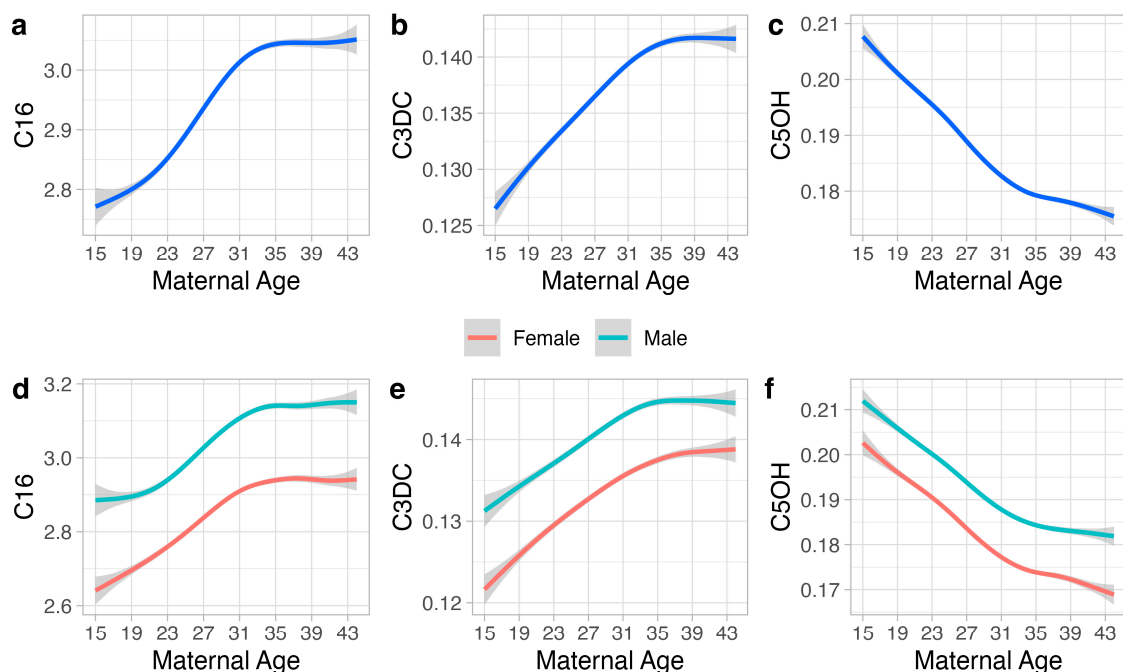 a
C16
3.0
2.9
2.8
15 19 23 27 31 35 39 43
Maternal Age
b
C3DC
0.140
0.135
0.130
0.125
15 19 23 27 31 35 39 43
Maternal Age
c
C5OH
0.21
0.20
0.19
0.18
15 19 23 27 31 35 39 43
Maternal Age
Female Male
d
C16
3.2
3.0
2.8
2.6
15 19 23 27 31 35 39 43
Maternal Age
e
C3DC
0.14
0.13
0.12
15 19 23 27 31 35 39 43
Maternal Age
f
C5OH
0.21
0.20
0.19
0.18
0.17
15 19 23 27 31 35 39 43
Maternal Age